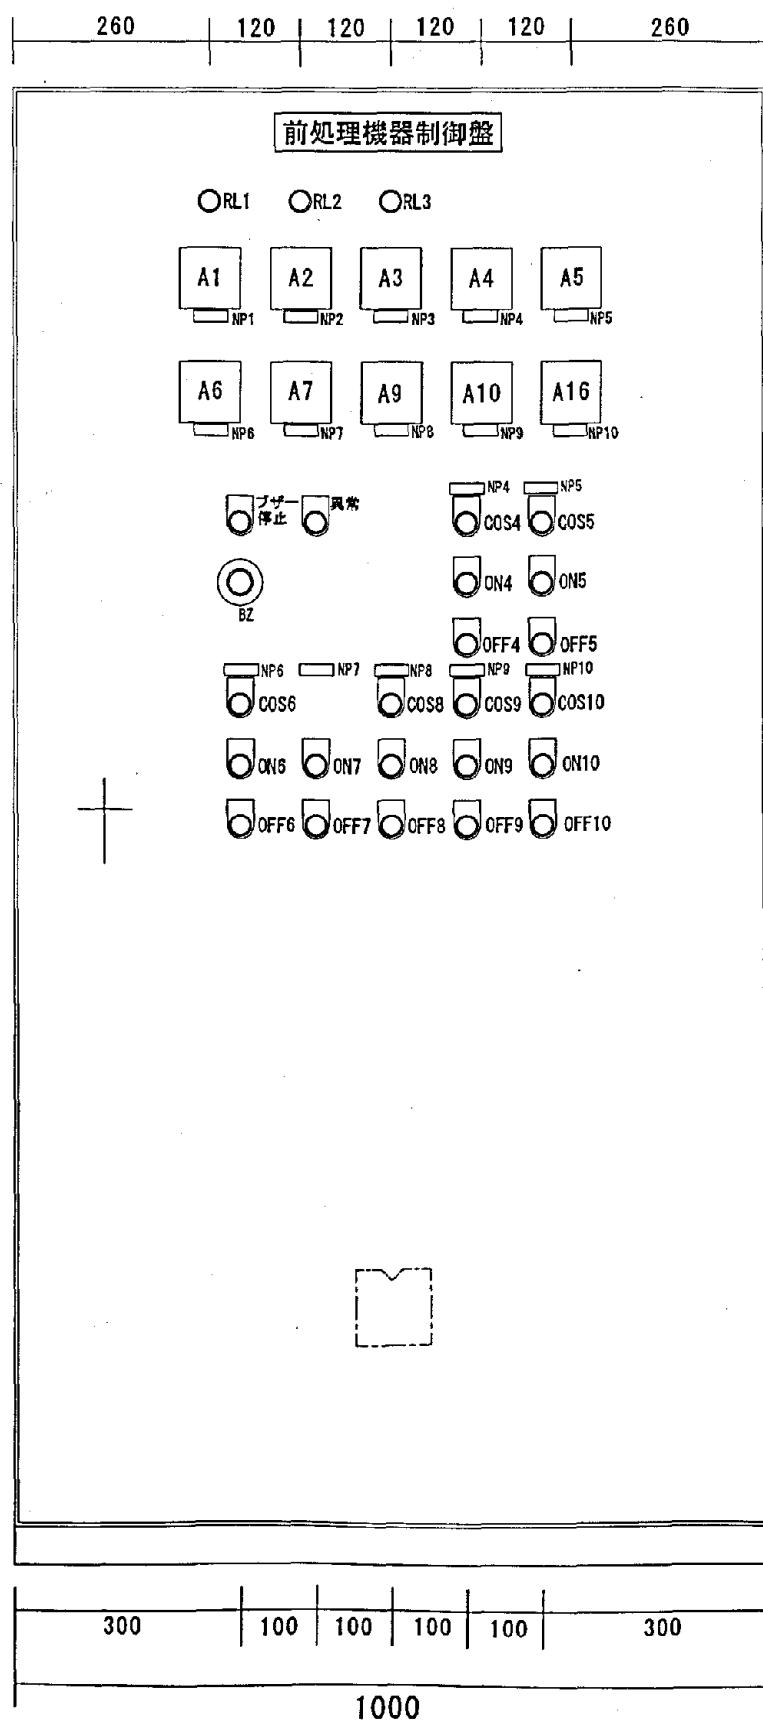 260 120 120 120 120 260
前処理機器制御盤
RL1 RL2 RL3
A1 A2 A3 A4 A5
NP1 NP2 NP3 NP4 NP5
A6 A7 A9 A10 A16
NP6 NP7 NP8 NP9 NP10
NP4 NP5
ブザー 異常
停止 COS4 COS5
ON4 ON5
BZ
OFF4 OFF5
NP6 NP7 NP8 NP9 NP10
COS6 COS8 COS9 COS10
ON6 ON7 ON8 ON9 ON10
OFF6 OFF7 OFF8 OFF9 OFF10
300 100 100 100 100 300
1000